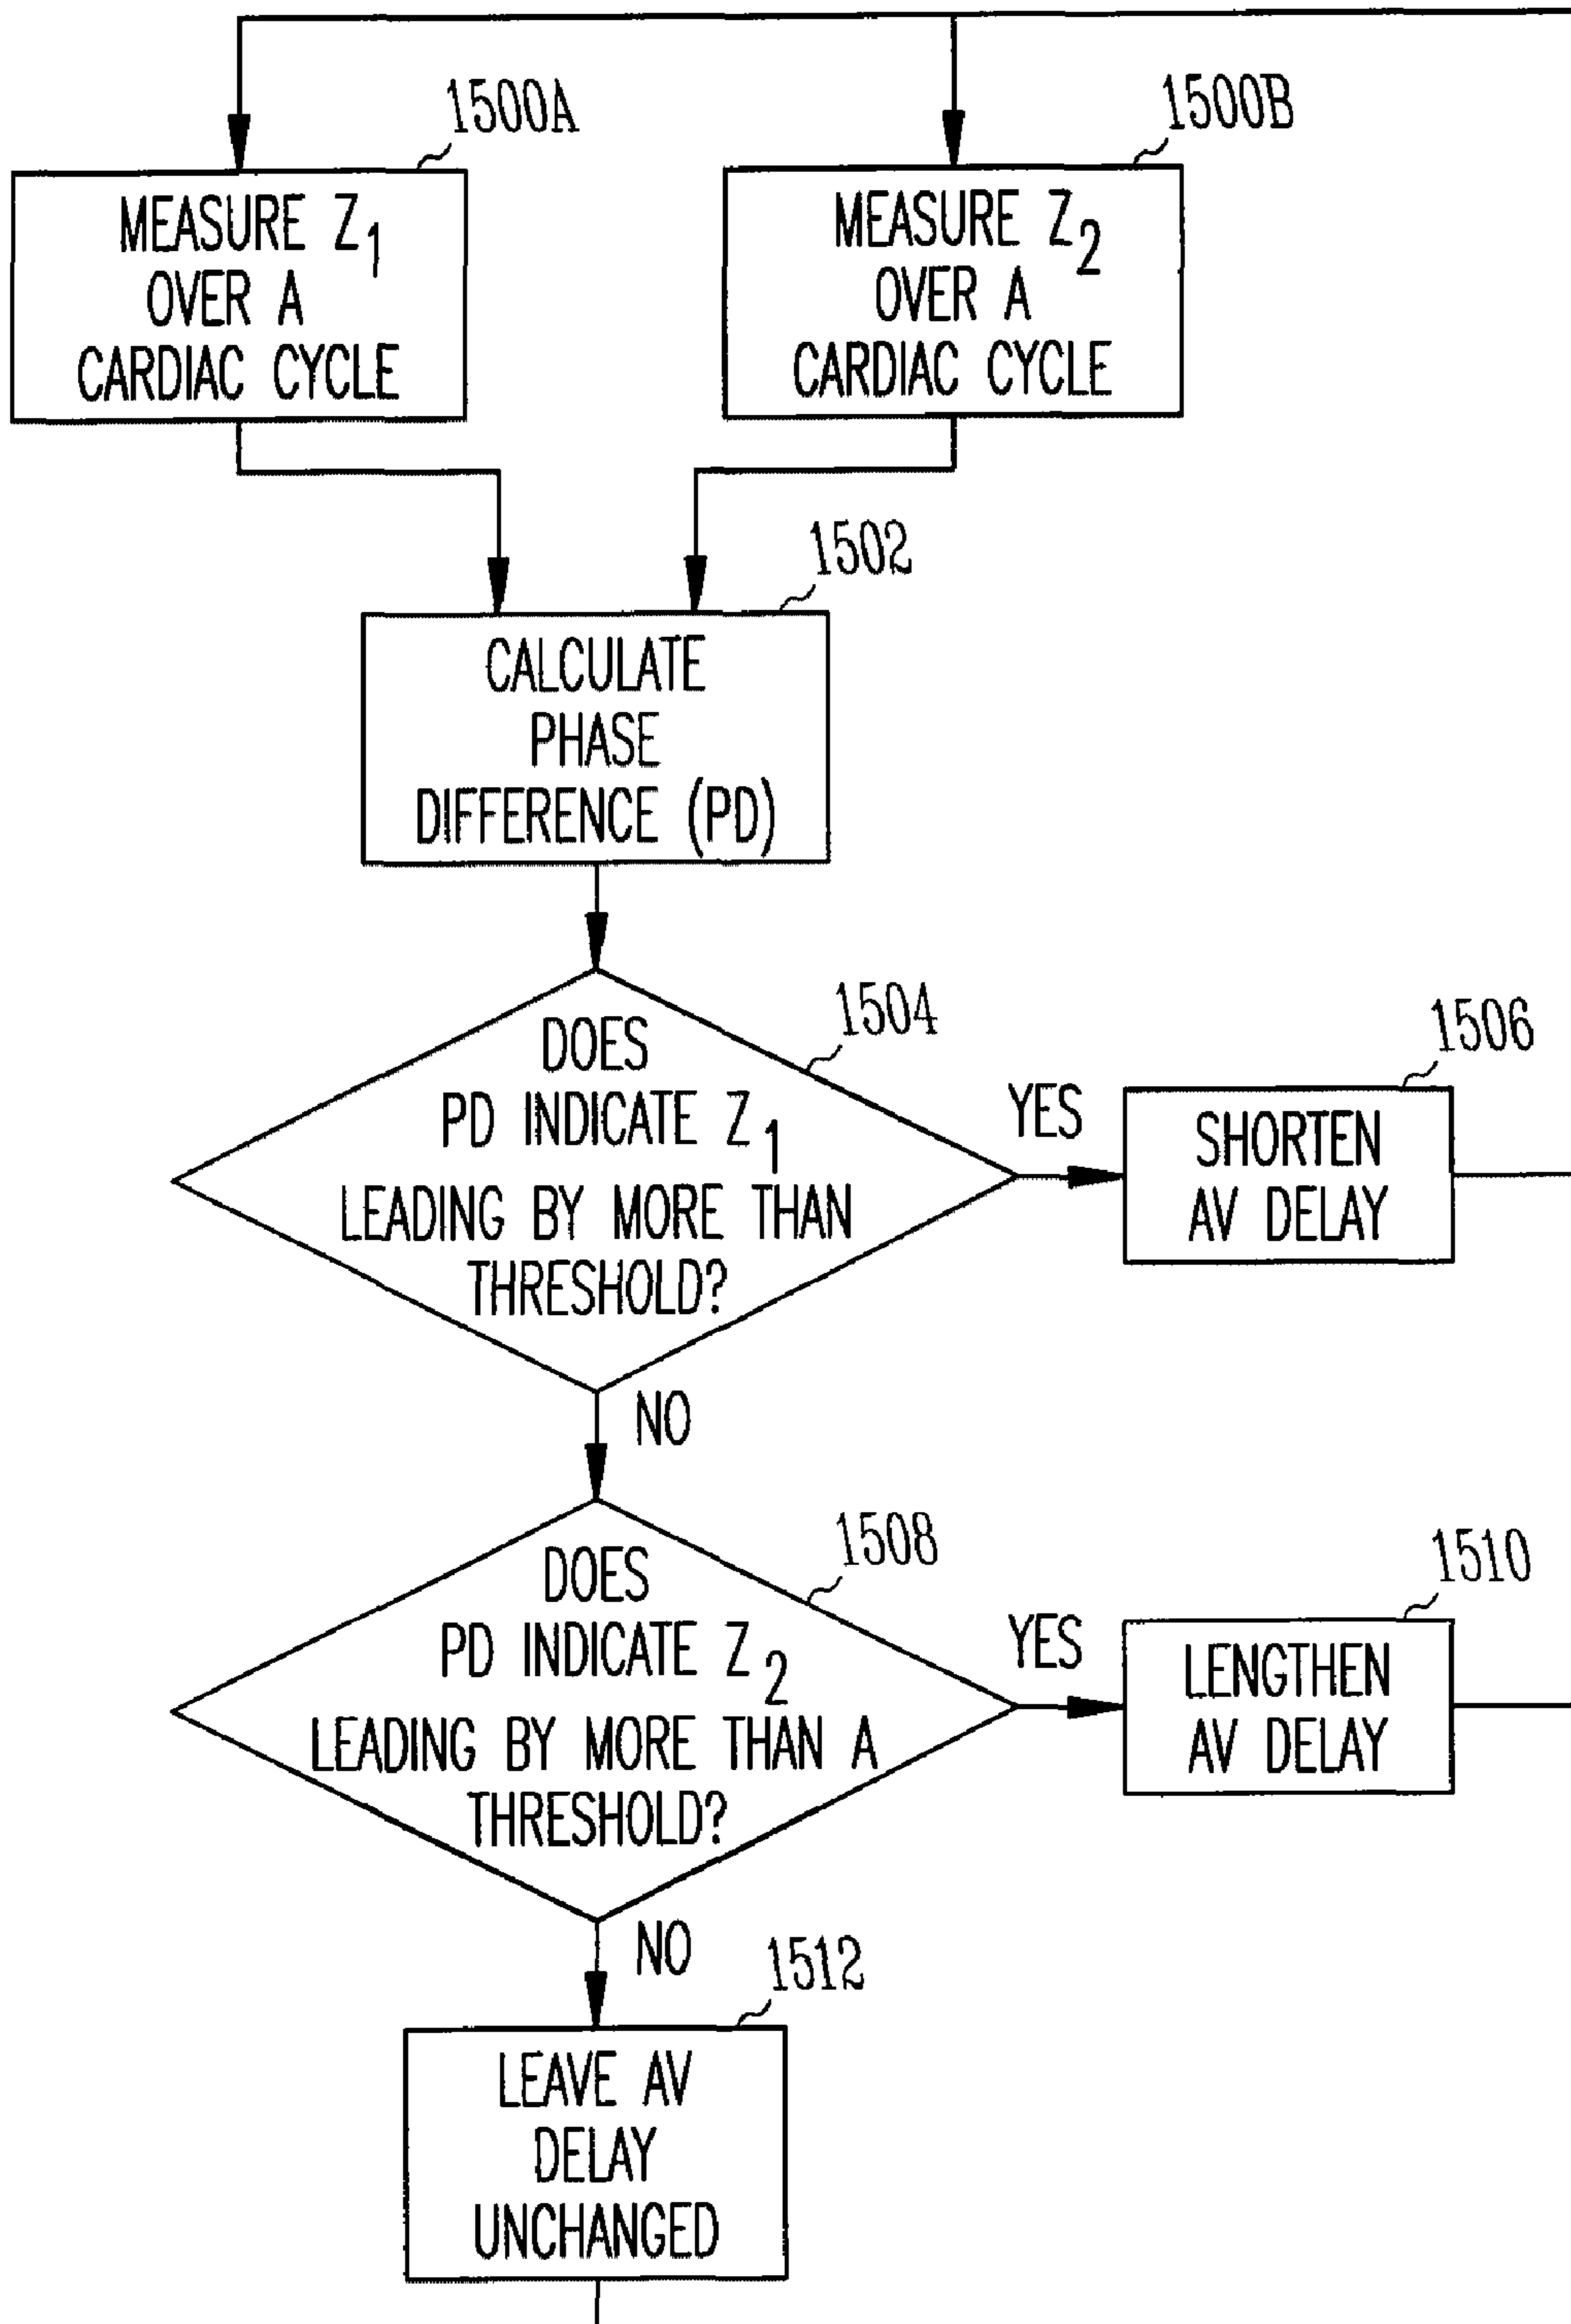 1500A
MEASURE Z1
OVER A
CARDIAC CYCLE
1500B
MEASURE Z2
OVER A
CARDIAC CYCLE
1502
CALCULATE
PHASE
DIFFERENCE (PD)
1504
DOES
PD INDICATE Z1
LEADING BY MORE THAN
THRESHOLD?
YES
1506
SHORTEN
AV DELAY
NO
1508
DOES
PD INDICATE Z2
LEADING BY MORE THAN A
THRESHOLD?
YES
1510
LENGTHEN
AV DELAY
NO
1512
LEAVE AV
DELAY
UNCHANGED